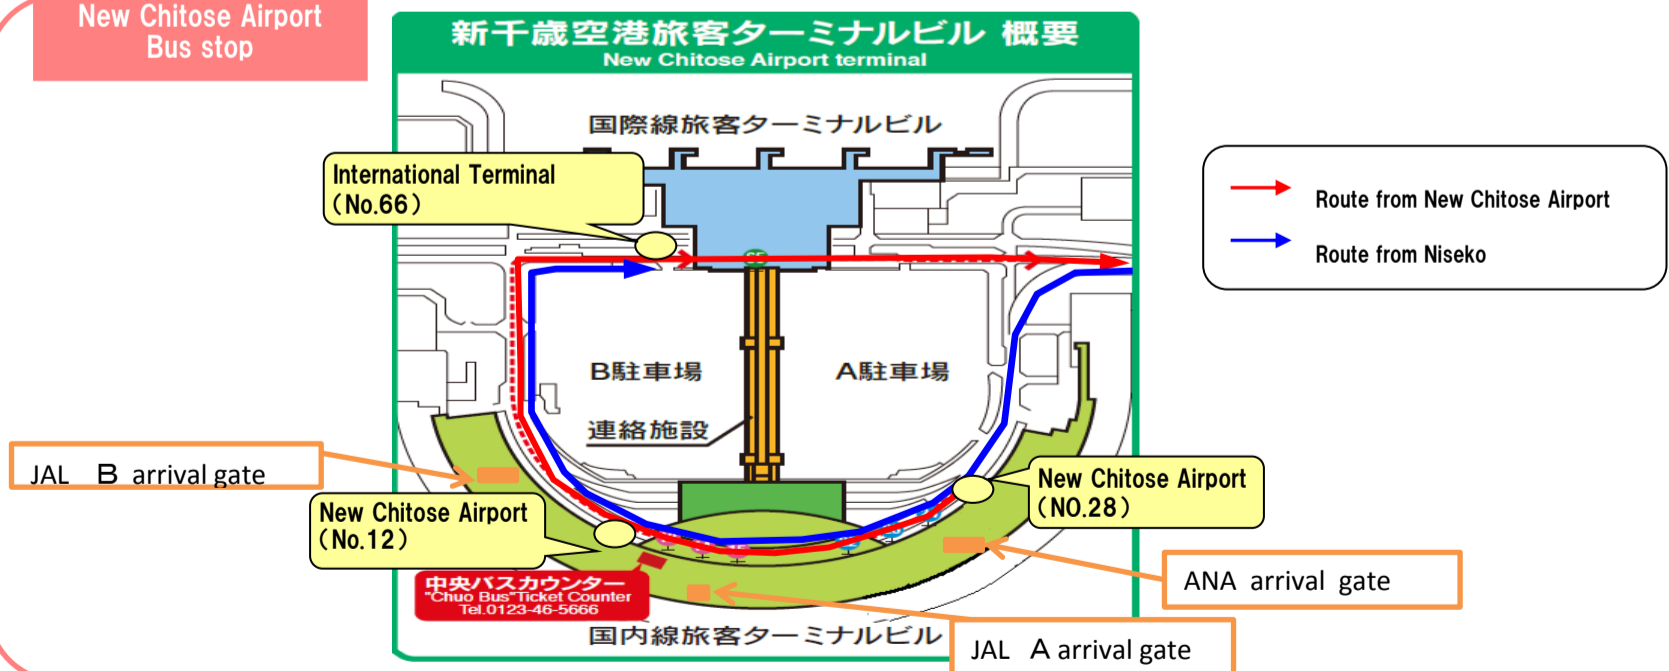 New Chitose Airport
Bus stop
新千歳空港旅客ターミナルビル 概要
New Chitose Airport terminal
国際線旅客ターミナルビル
International Terminal
（No.66）
Route from New Chitose Airport
Route from Niseko
B駐車場
A駐車場
連絡施設
JAL B arrival gate
New Chitose Airport
（No.12）
New Chitose Airport
（NO.28）
中央バスカウンター
"Chuo Bus"Ticket Counter
Tel.0123-46-5666
ANA arrival gate
国内線旅客ターミナルビル
JAL A arrival gate